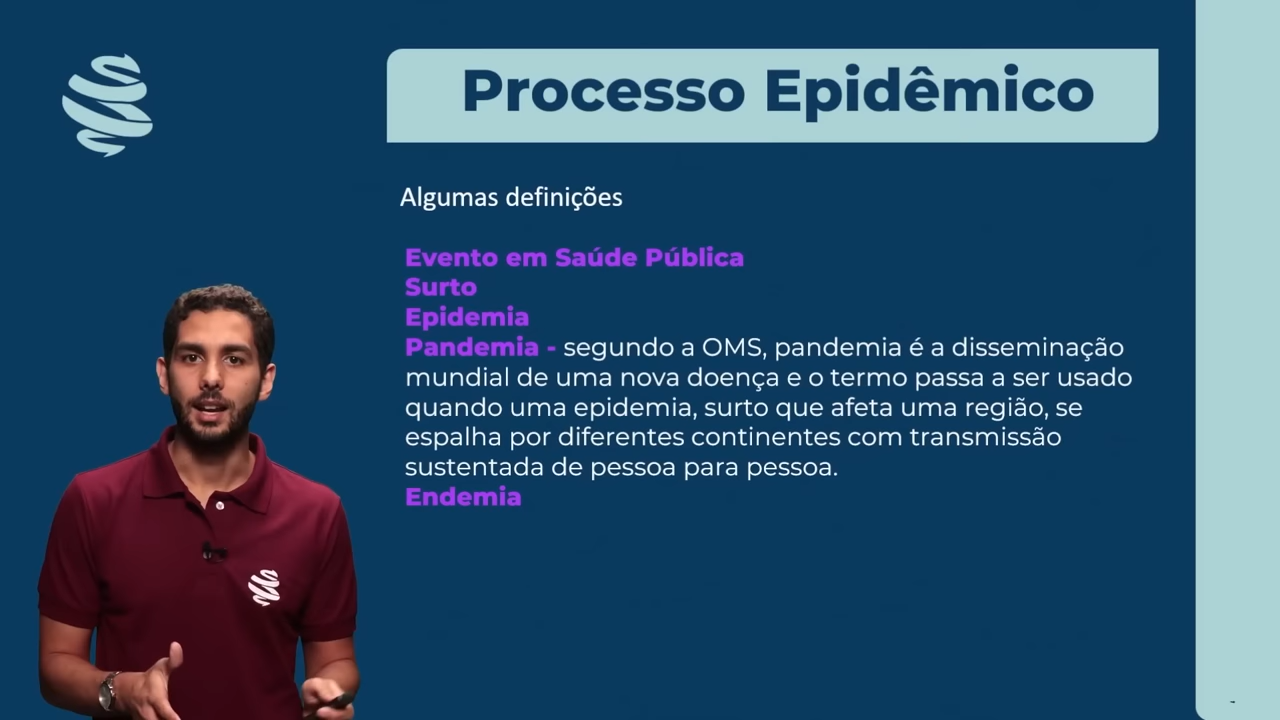 Processo Epidêmico
Algumas definições
Evento em Saúde Pública
Surto
Epidemia
Pandemia - segundo a OMS, pandemia é a disseminação
mundial de uma nova doença e o termo passa a ser usado
quando uma epidemia, surto que afeta uma região, se
espalha por diferentes continentes com transmissão
sustentada de pessoa para pessoa.
Endemia